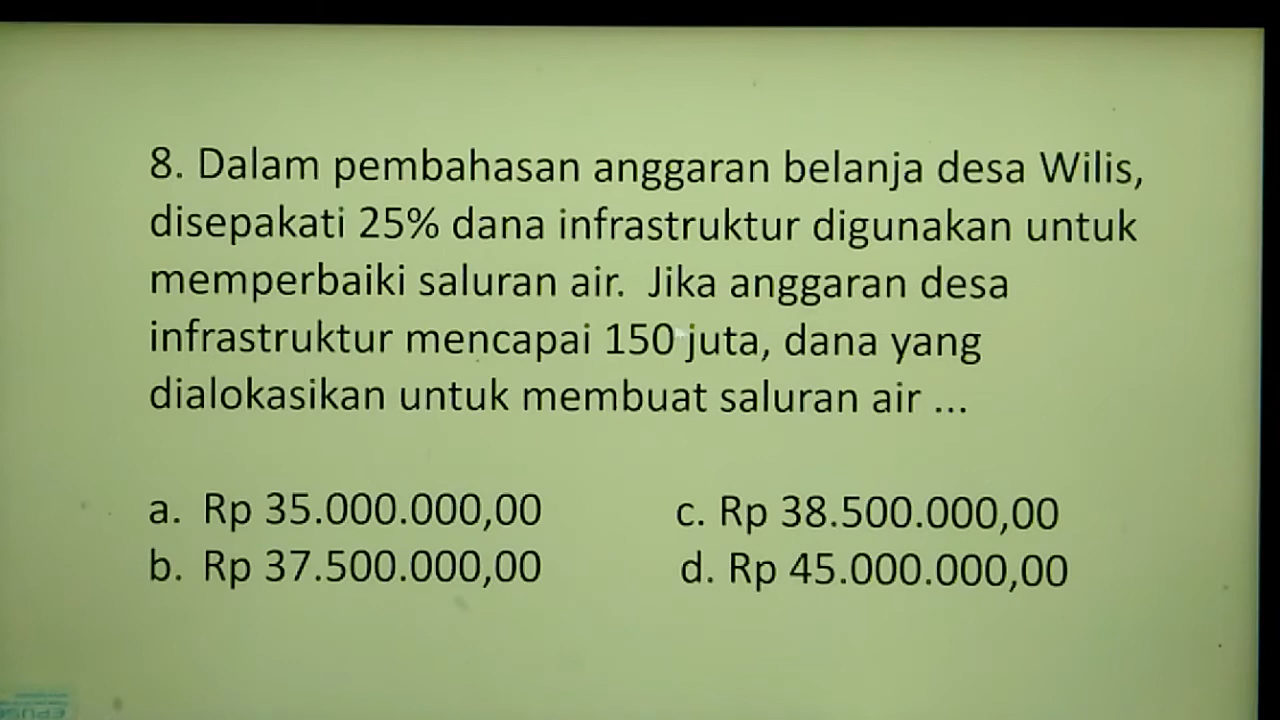 8. Dalam pembahasan anggaran belanja desa Wilis,
disepakati 25% dana infrastruktur digunakan untuk
memperbaiki saluran air. Jika anggaran desa
infrastruktur mencapai 150 juta, dana yang
dialokasikan untuk membuat saluran air ...
a. Rp 35.000.000,00 c. Rp 38.500.000,00
b. Rp 37.500.000,00 d. Rp 45.000.000,00